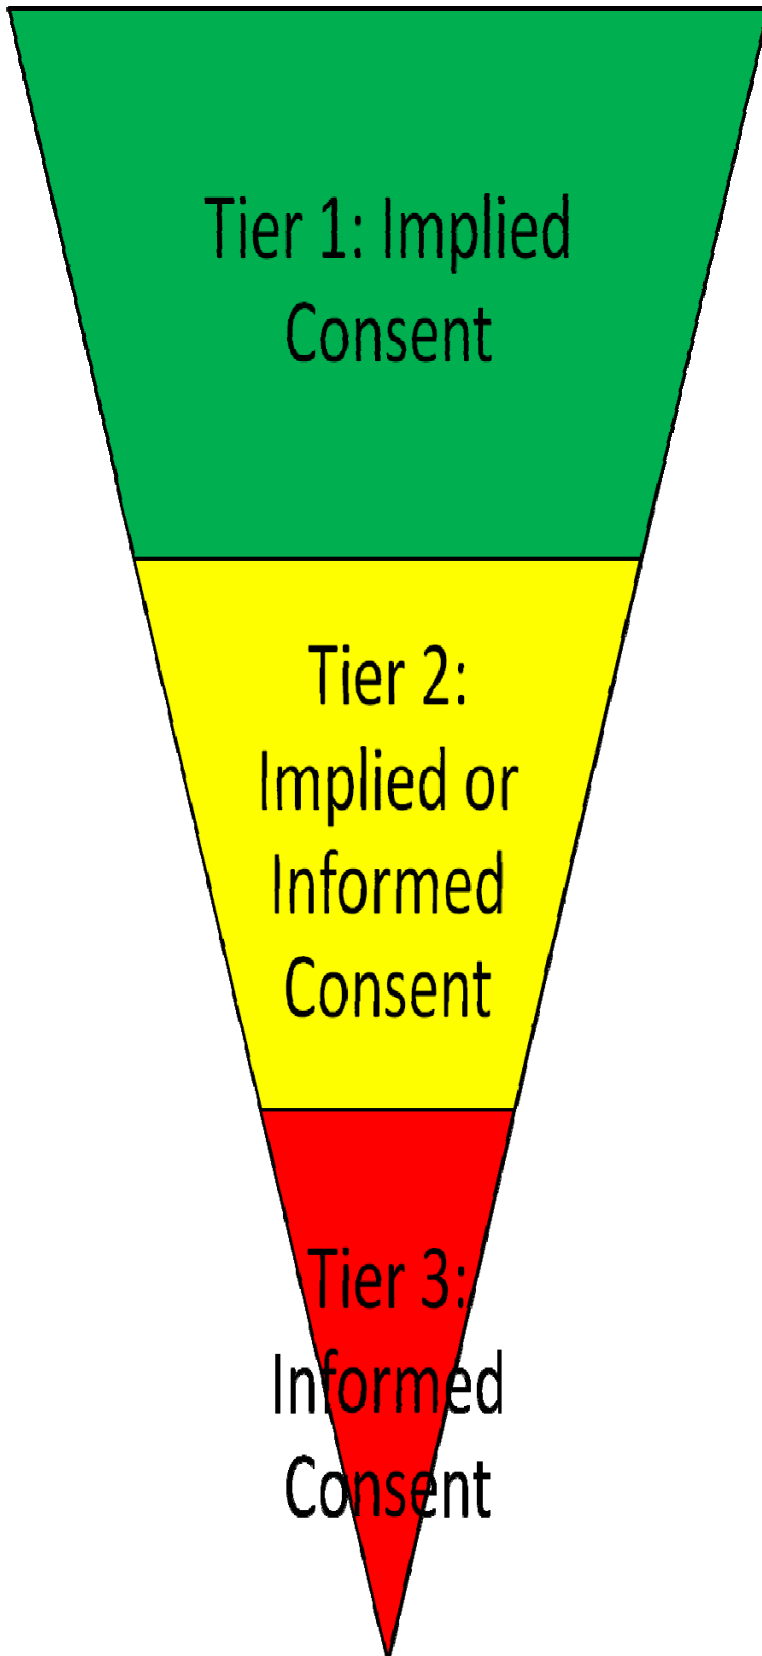 Tier 1: Implied
Consent
Tier 2:
Implied or
Informed
Consent
Tier 3:
Informed
Consent